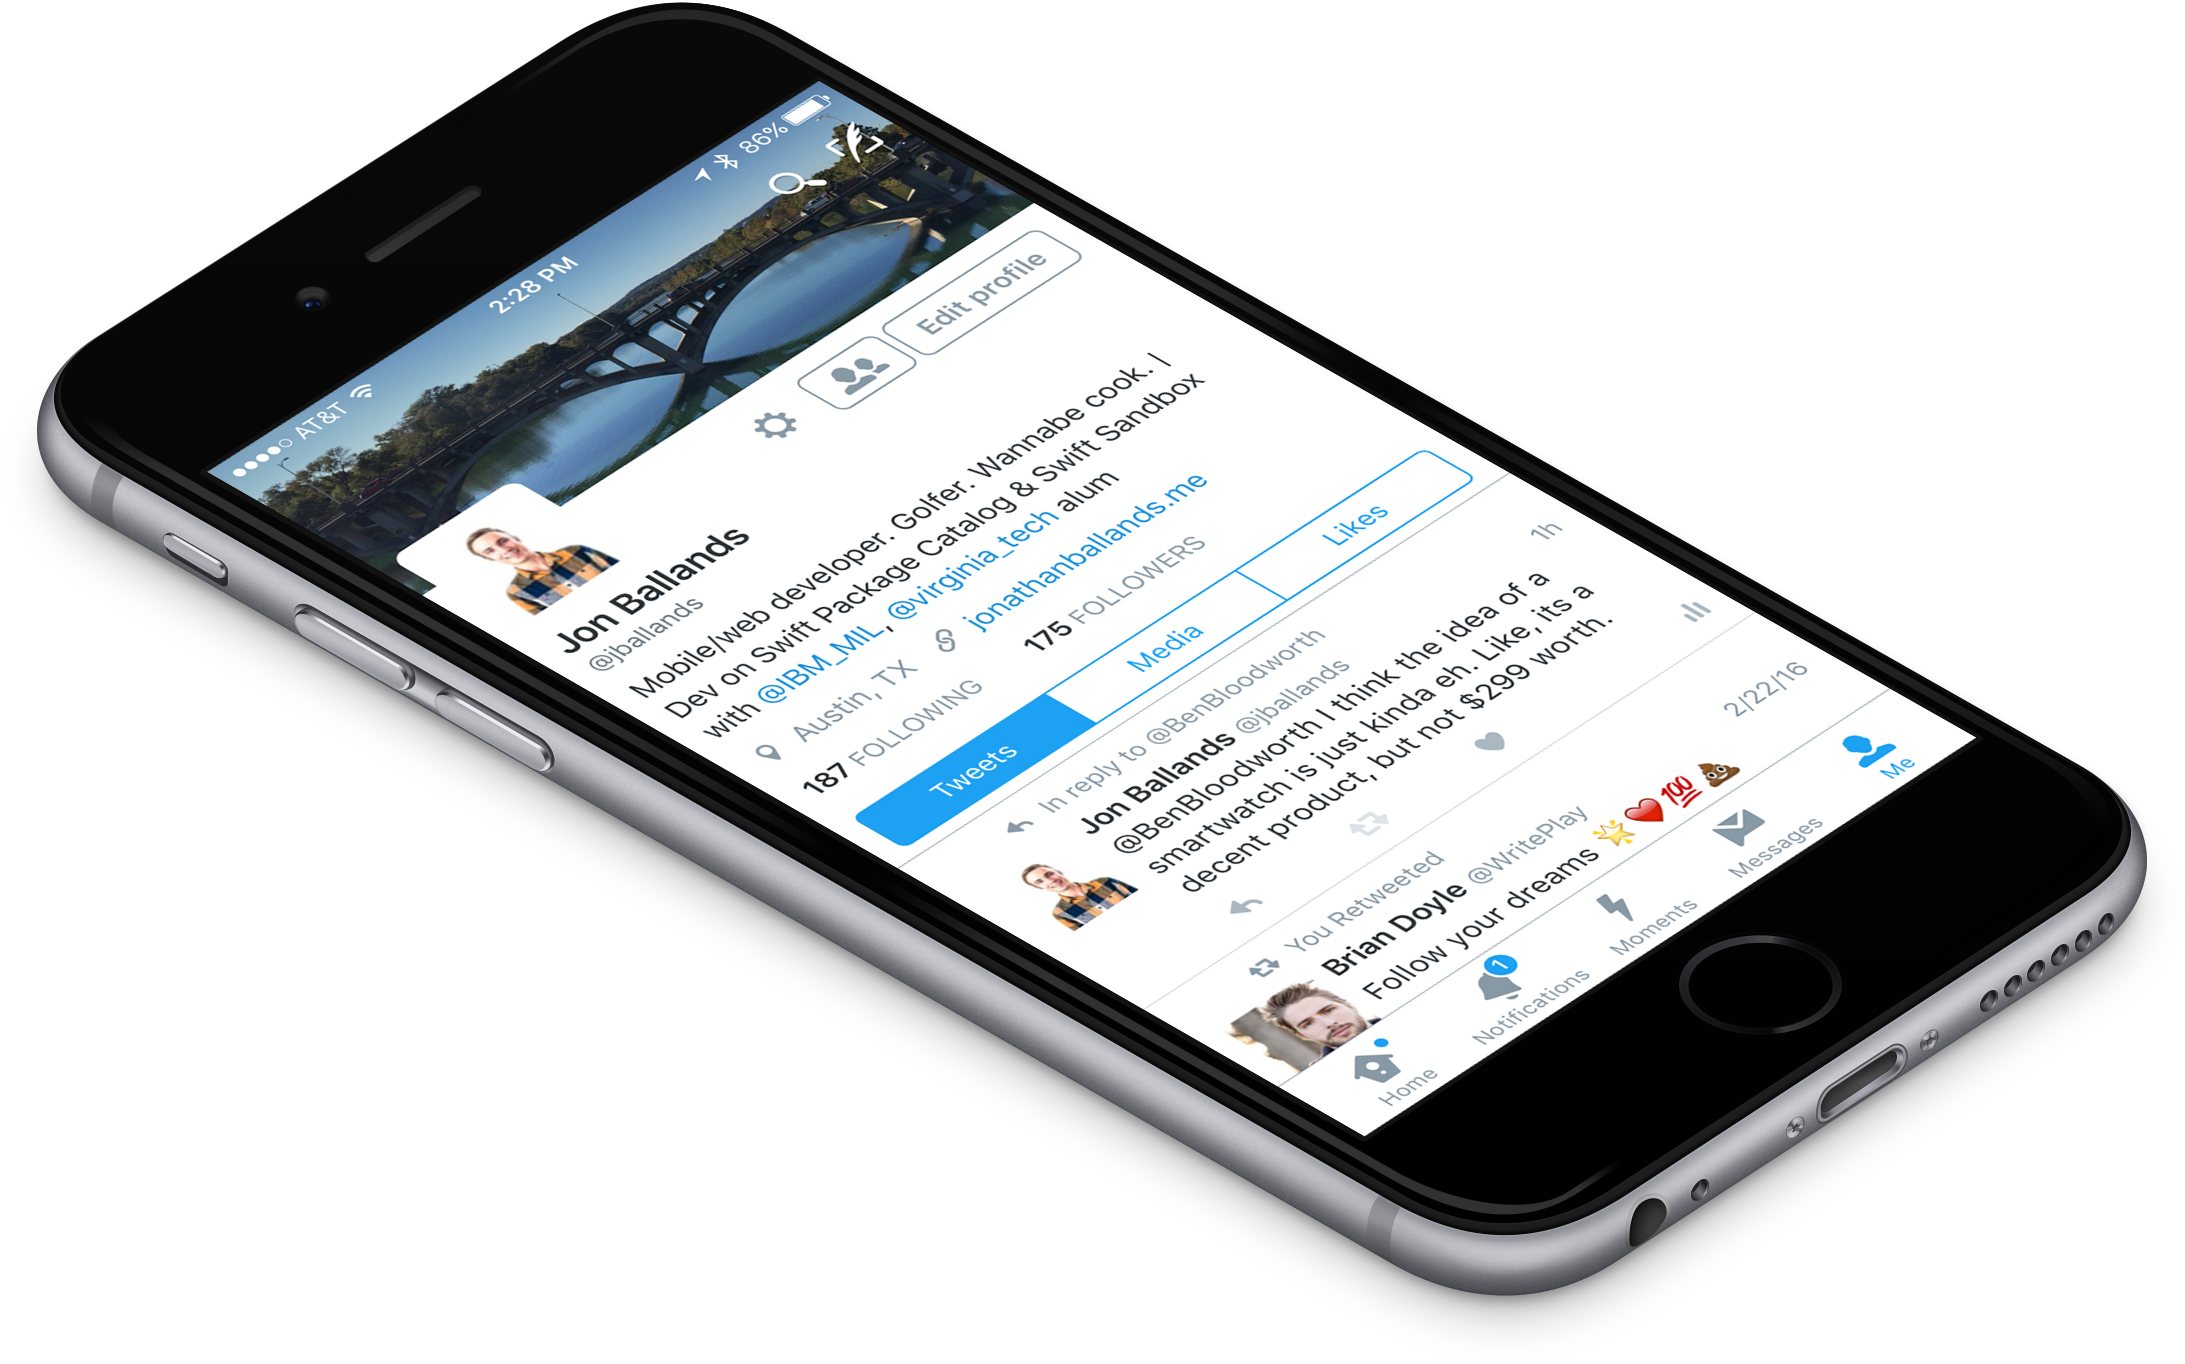 AT&T 2:28 PM 86%
Edit profile
Jon Ballands
@jballands
Mobile/web developer. Golfer. Wannabe cook. |
Dev on Swift Package Catalog & Swift Sandbox
with @IBM_MIL, @virginia_tech alum
Austin, TX jonathanballands.me
187 FOLLOWING 175 FOLLOWERS
Tweets Media Likes
In reply to @BenBloodworth
Jon Ballands @jballands 1h
@BenBloodworth I think the idea of a
smartwatch is just kinda eh. Like, its a
decent product, but not $299 worth.
You Retweeted
Brian Doyle @WritePlay 2/22/16
Follow your dreams 🌟❤️💯💩
1
Home Notifications Moments Messages Me